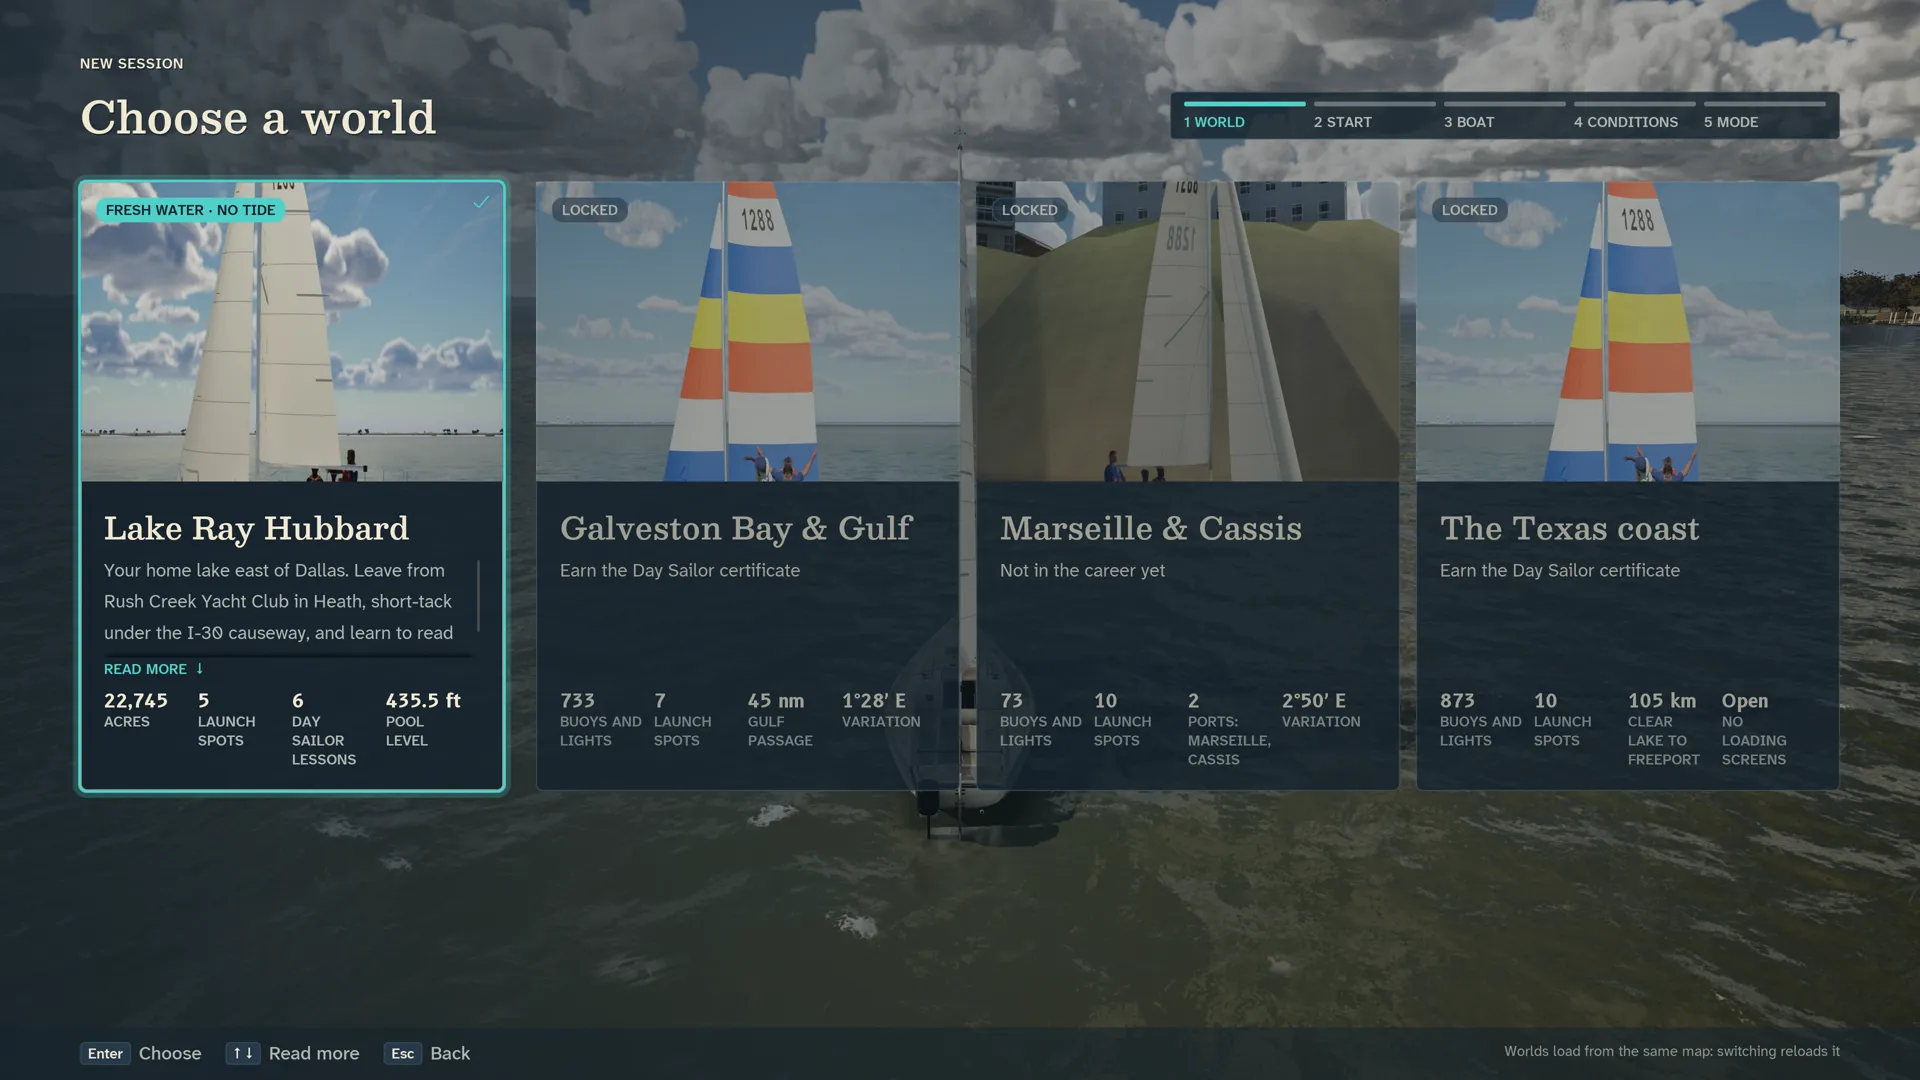 NEW SESSION
Choose a world
1 WORLD
2 START
3 BOAT
4 CONDITIONS
5 MODE
FRESH WATER · NO TIDE
Lake Ray Hubbard
Your home lake east of Dallas. Leave from
Rush Creek Yacht Club in Heath, short-tack
under the I-30 causeway, and learn to read
READ MORE ↓
22,745
ACRES
5
LAUNCH
SPOTS
6
DAY
SAILOR
LESSONS
435.5 ft
POOL
LEVEL
LOCKED
1288
Galveston Bay & Gulf
Earn the Day Sailor certificate
733
BUOYS AND
LIGHTS
7
LAUNCH
SPOTS
45 nm
GULF
PASSAGE
1°28′ E
VARIATION
LOCKED
1288
1288
Marseille & Cassis
Not in the career yet
73
BUOYS AND
LIGHTS
10
LAUNCH
SPOTS
2
PORTS:
MARSEILLE,
CASSIS
2°50′ E
VARIATION
LOCKED
1288
The Texas coast
Earn the Day Sailor certificate
873
BUOYS AND
LIGHTS
10
LAUNCH
SPOTS
105 km
CLEAR
LAKE TO
FREEPORT
Open
NO
LOADING
SCREENS
Enter Choose
↑↓ Read more
Esc Back
Worlds load from the same map: switching reloads it